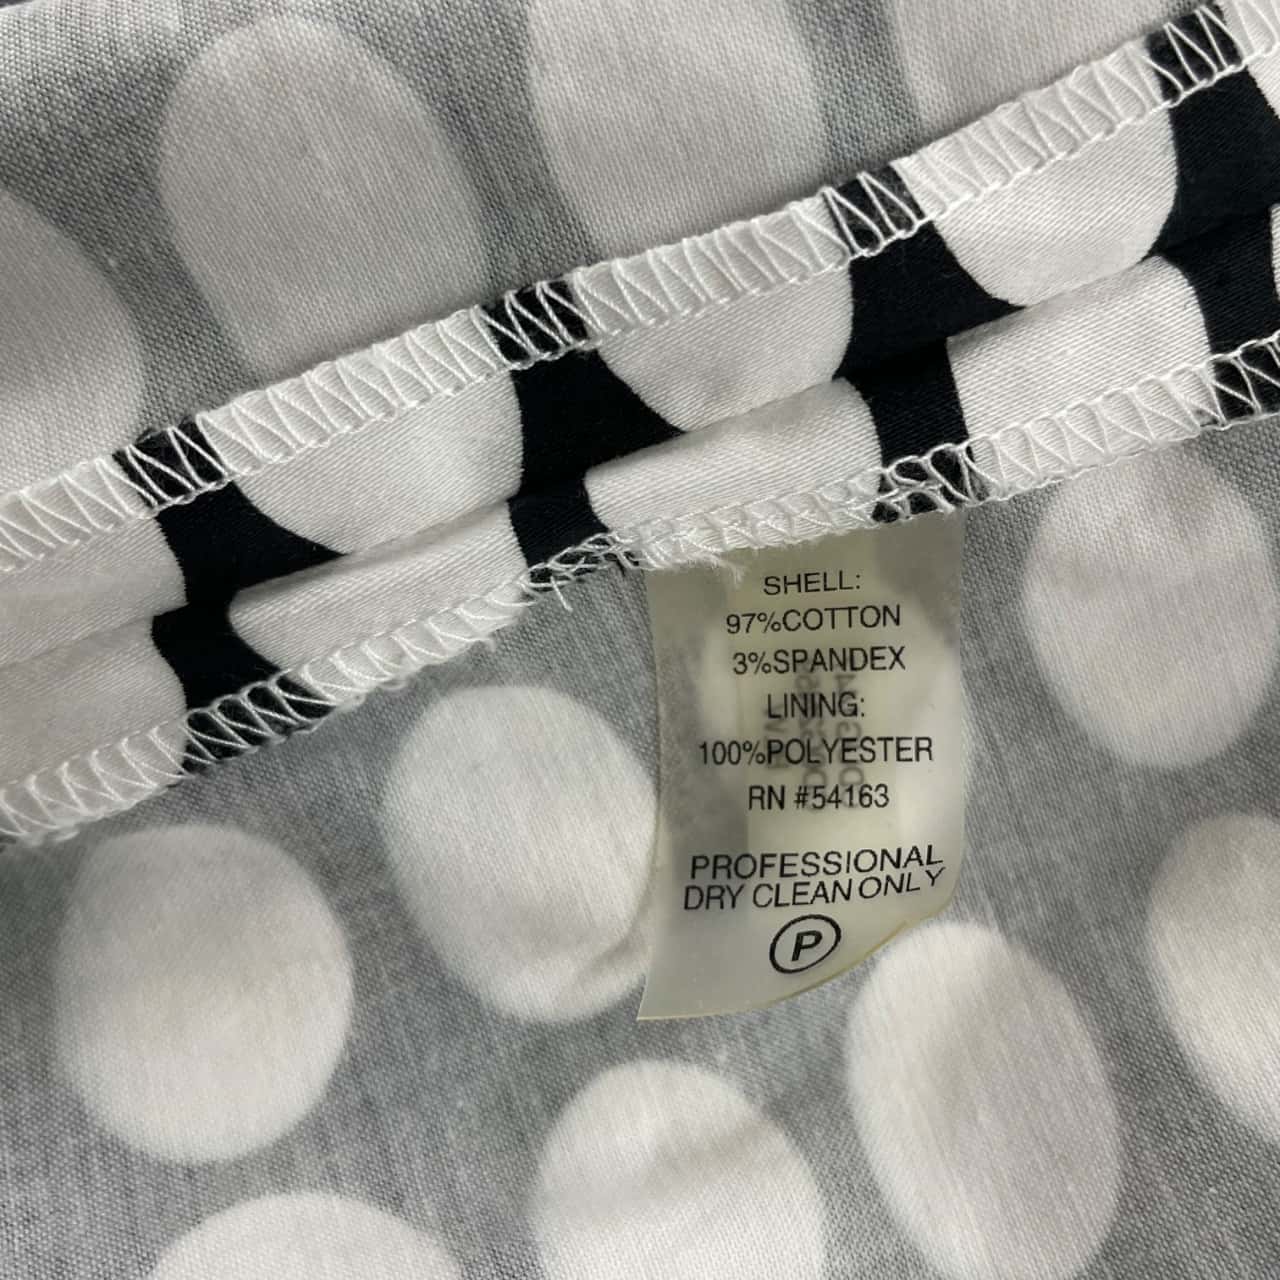 SHELL:
97%COTTON
3%SPANDEX
LINING:
100%POLYESTER
RN #54163
PROFESSIONAL
DRY CLEAN ONLY
P